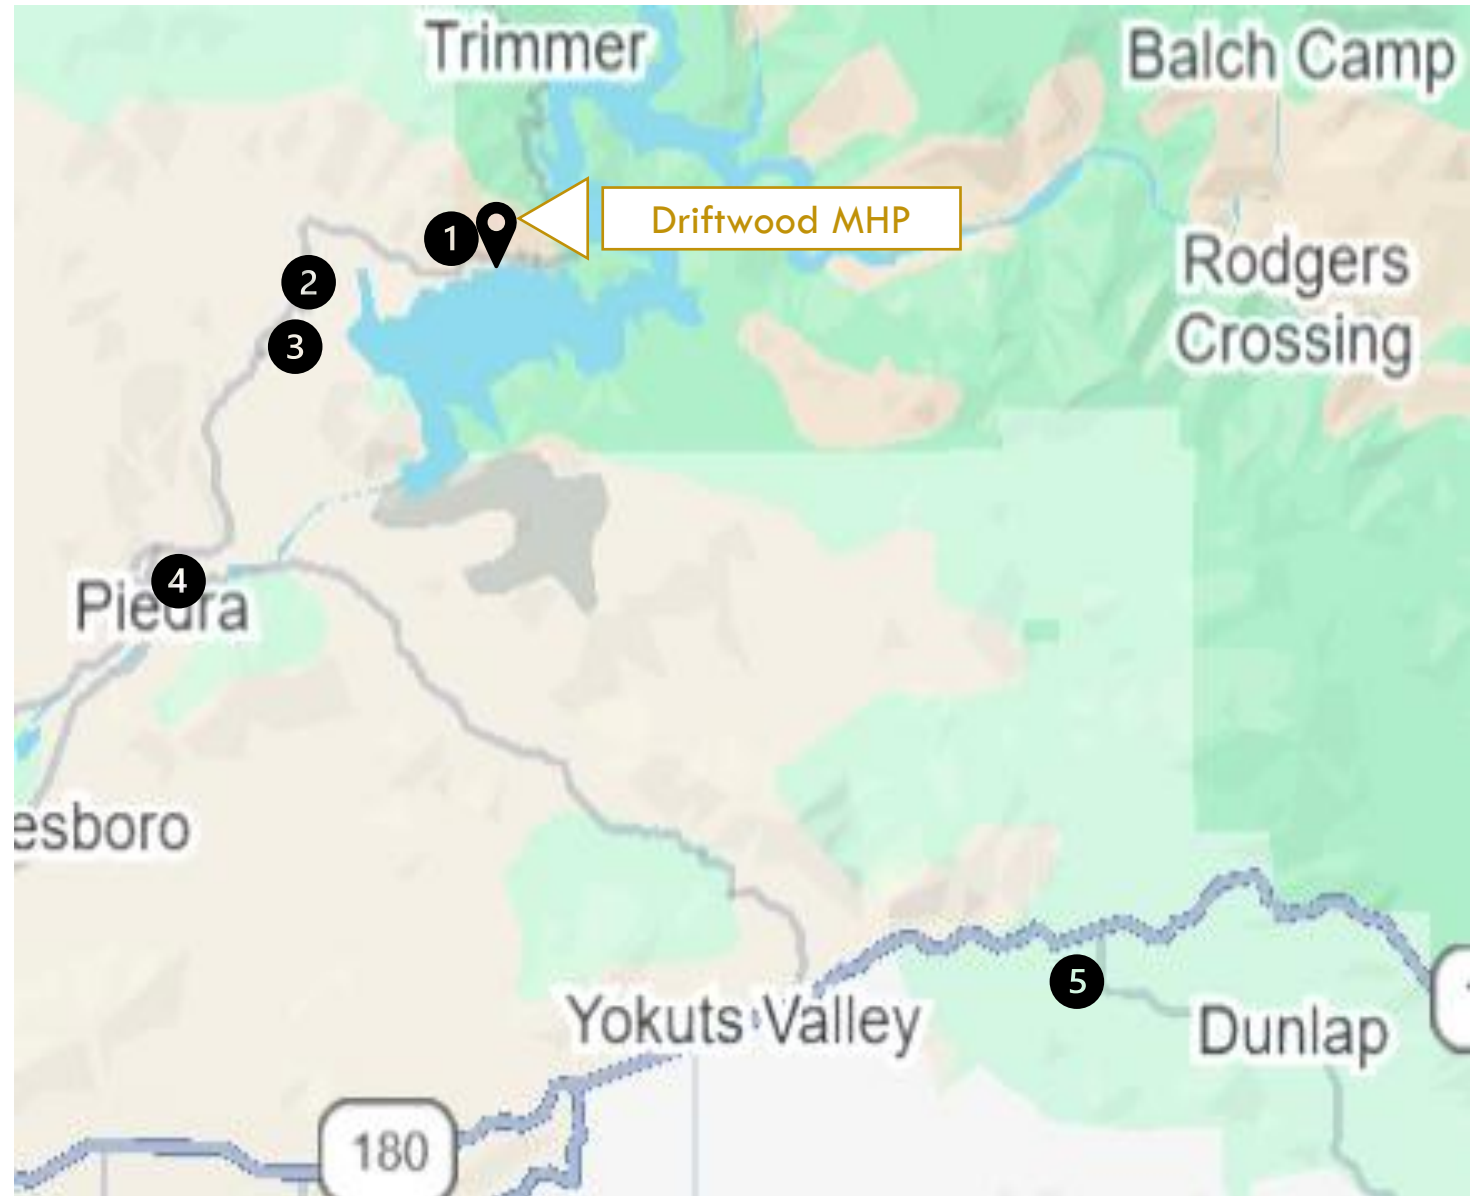 Trimmer
Balch Camp
Driftwood MHP
1
2
Rodgers
Crossing
3
4
Piedra
esboro
5
Yokuts Valley
Dunlap
180